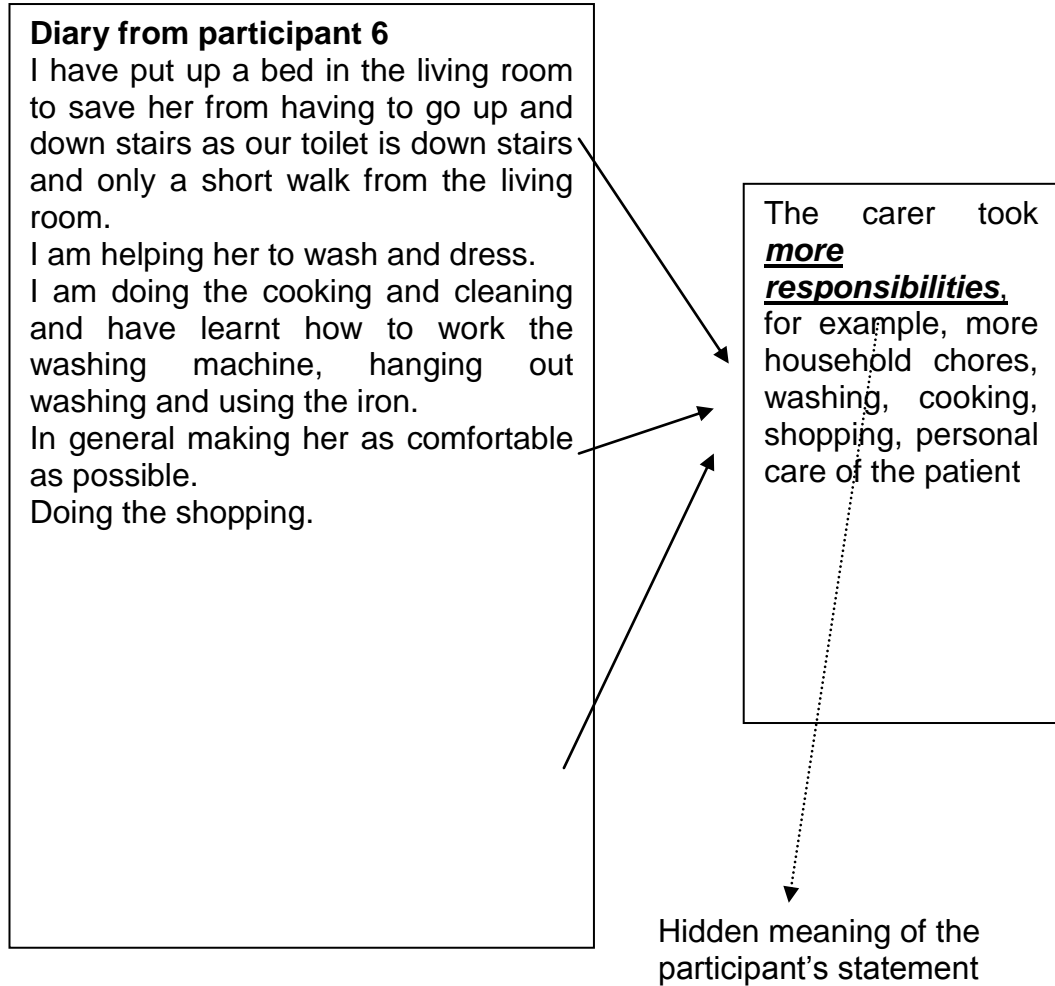 Diary from participant 6
I have put up a bed in the living room
to save her from having to go up and
down stairs as our toilet is down stairs
and only a short walk from the living
room.
I am helping her to wash and dress.
I am doing the cooking and cleaning
and have learnt how to work the
washing machine, hanging out
washing and using the iron.
In general making her as comfortable
as possible.
Doing the shopping.
The carer took
more
responsibilities,
for example, more
household chores,
washing, cooking,
shopping, personal
care of the patient
Hidden meaning of the
participant's statement